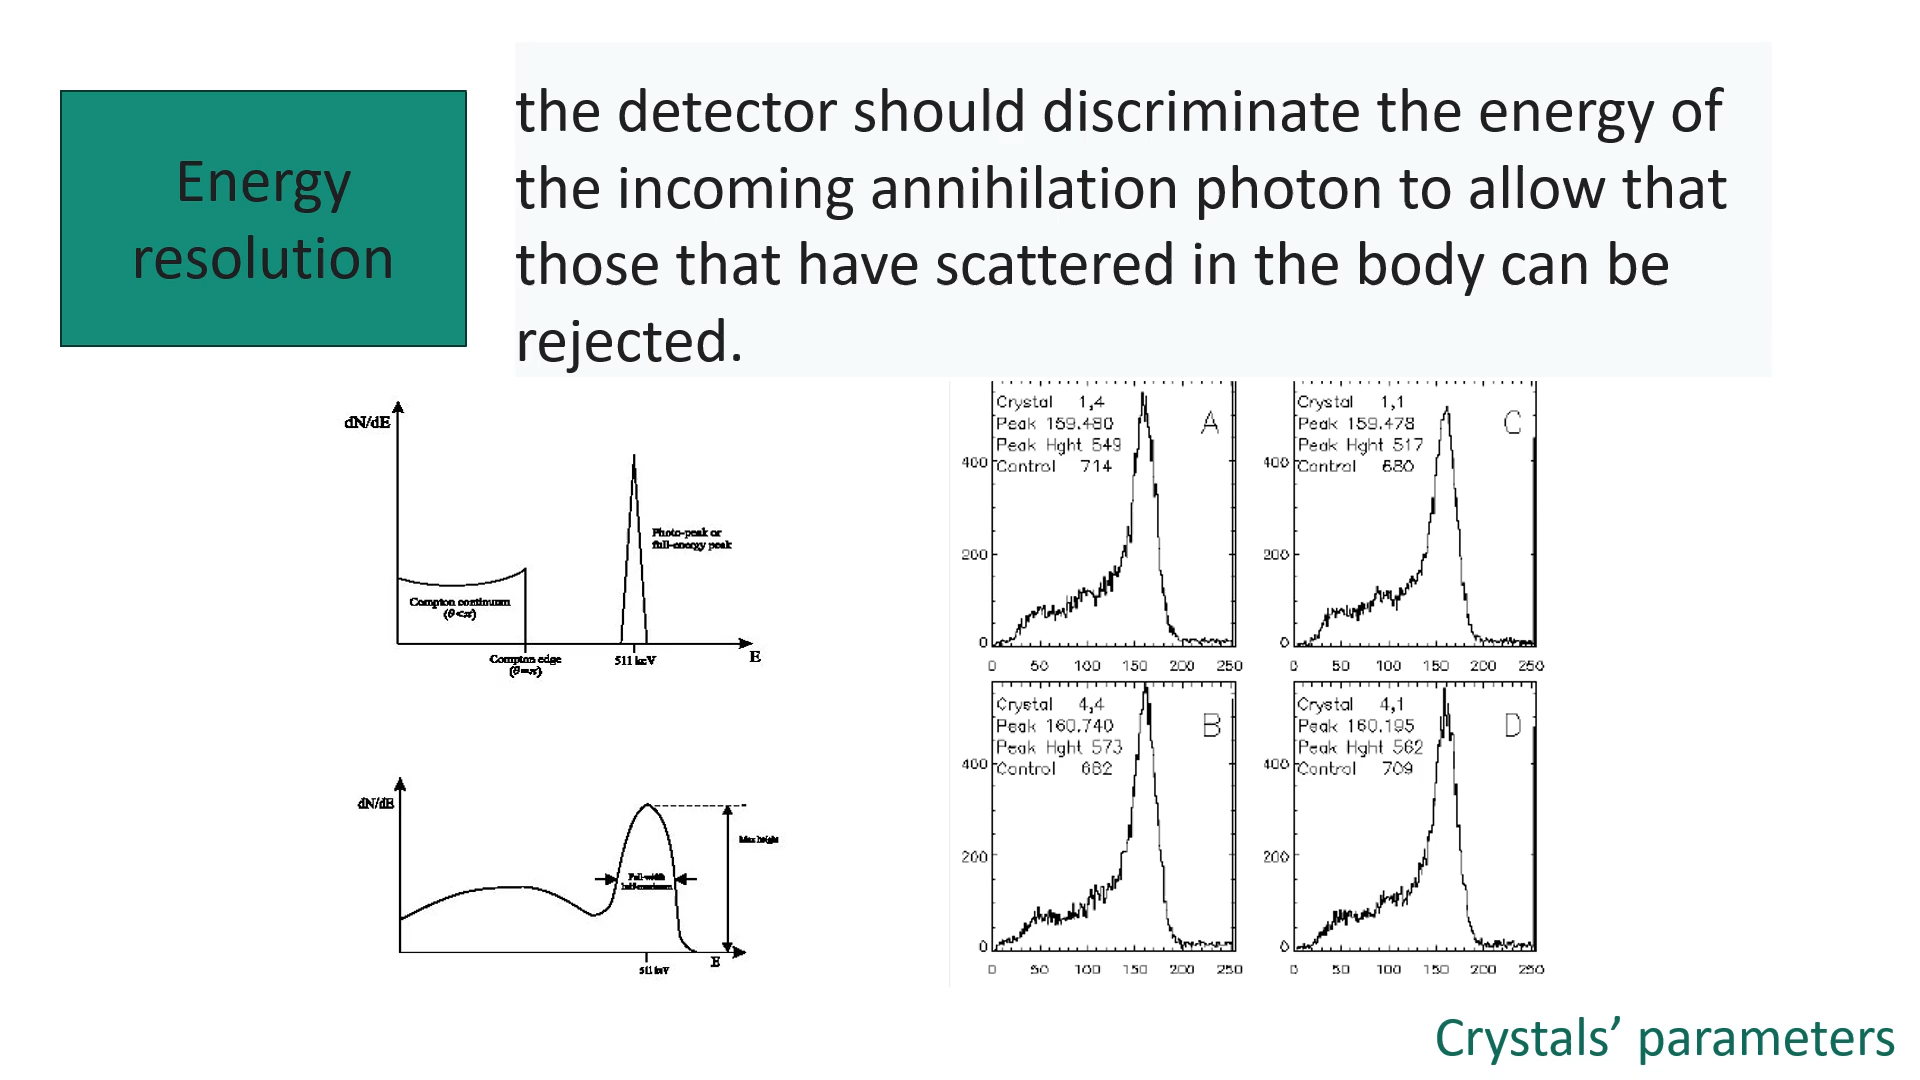 Energy
resolution
the detector should discriminate the energy of
the incoming annihilation photon to allow that
those that have scattered in the body can be
rejected.
dN/dE
Photo-peak or
full-energy peak
Compton continuum
(θ<π)
Compton edge
(θ=π)
511 keV
E
dN/dE
Max height
Full-width
half-maximum
511 keV
E
Crystal 1,4
Peak 159.480
Peak Hght 549
Control 714
A
400
200
0
0 50 100 150 200 250
Crystal 1,1
Peak 159.478
Peak Hght 517
Control 680
C
400
200
0
0 50 100 150 200 250
Crystal 4,4
Peak 160.740
Peak Hght 573
Control 682
B
400
200
0
0 50 100 150 200 250
Crystal 4,1
Peak 160.195
Peak Hght 562
Control 709
D
400
200
0
0 50 100 150 200 250
Crystals’ parameters